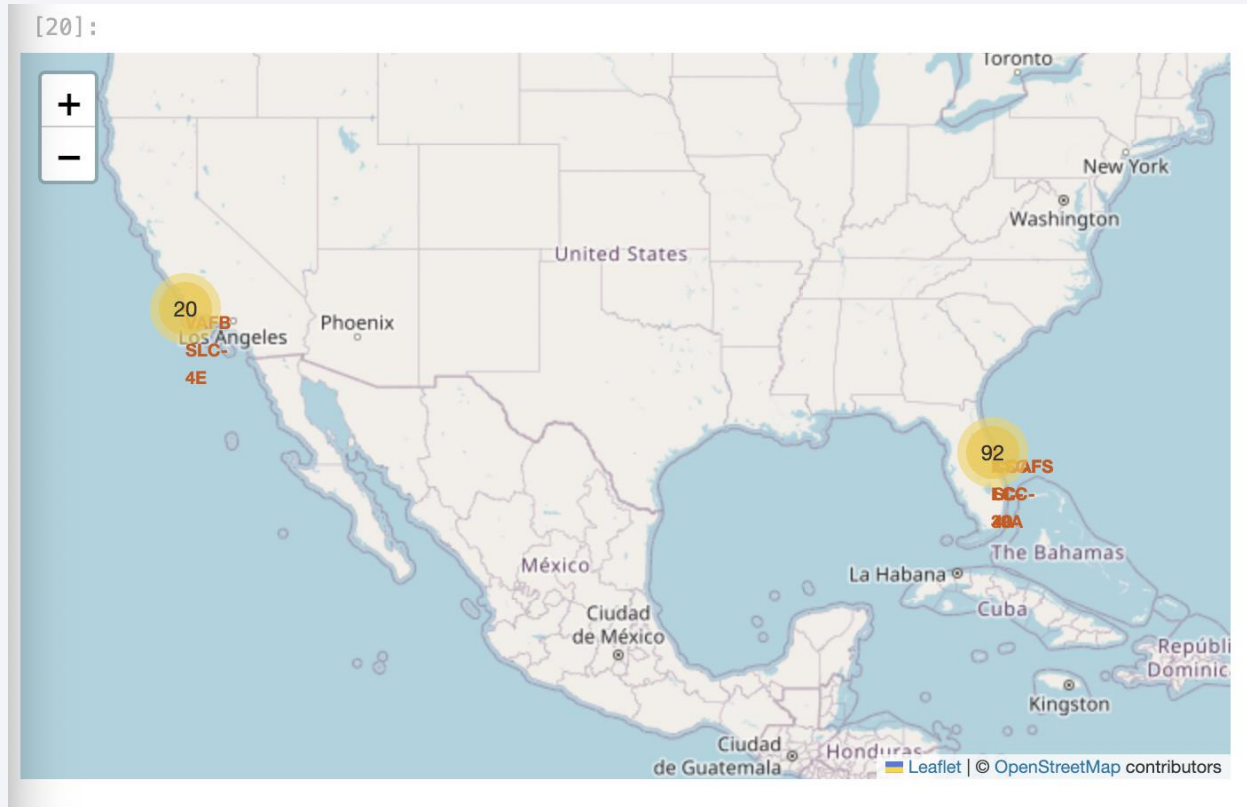 [20]:
+
−
Toronto
New York
Washington
United States
20
VAFB
Los Angeles
SLC-
4E
Phoenix
92
The Bahamas
México
La Habana
Cuba
Ciudad
de México
Repúbli
Dominic
Kingston
Ciudad
de Guatemala
Honduras
Leaflet | © OpenStreetMap contributors